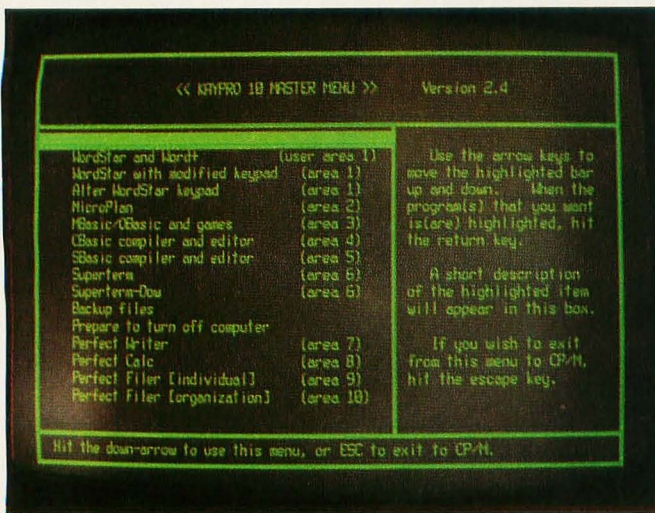 << KAYPRO 10 MASTER MENU >> Version 2.4
WordStar and Word+ (user area 1)
WordStar with modified keypad (area 1)
Alter WordStar keypad (area 1)
MicroPlan (area 2)
MBasic/OBasic and games (area 3)
CBasic compiler and editor (area 4)
SBasic compiler and editor (area 5)
Superterm (area 6)
Superterm-Dow (area 6)
Backup files
Prepare to turn off computer
Perfect Writer (area 7)
Perfect Calc (area 8)
Perfect Filer [individual] (area 9)
Perfect Filer [organization] (area 10)
Use the arrow keys to
move the highlighted bar
up and down. When the
program(s) that you want
is(are) highlighted, hit
the return key.
A short description
of the highlighted item
will appear in this box.
If you wish to exit
from this menu to CP/M,
hit the escape key.
Hit the down-arrow to use this menu, or ESC to exit to CP/M.